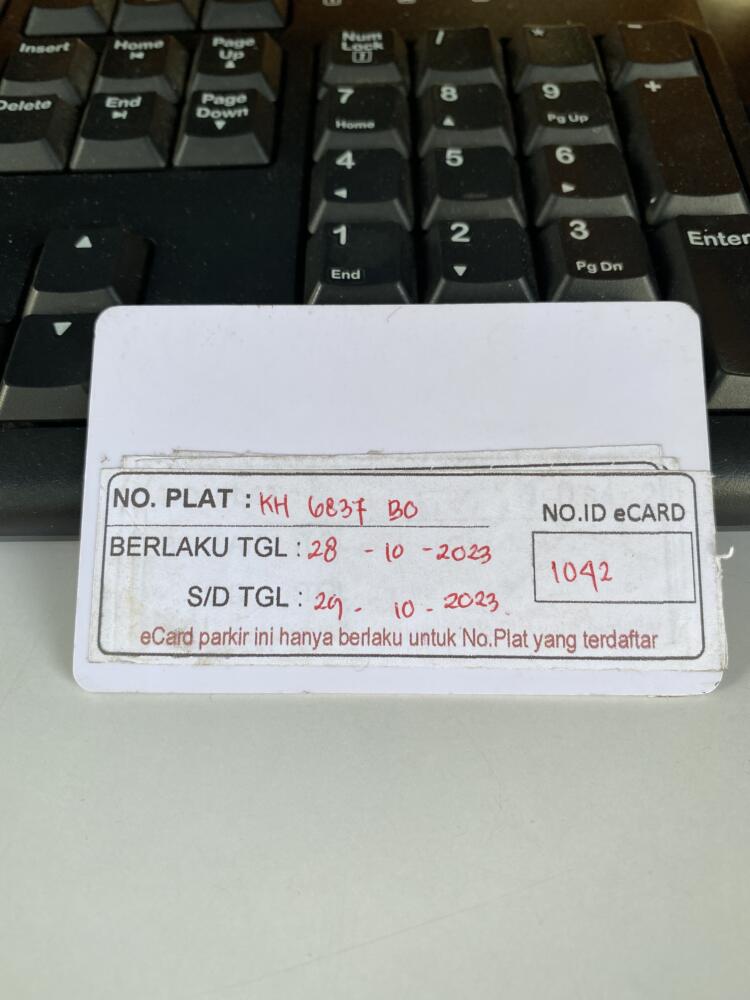 Insert Home Page Up
Num Lock / * -
Delete End Page Down
7 Home 8 9 Pg Up +
4 5 6
1 End 2 3 Pg Dn Enter
NO. PLAT : KH 6837 BO
NO.ID eCARD
BERLAKU TGL : 28 - 10 - 2023
1042
S/D TGL : 29 - 10 - 2023
eCard parkir ini hanya berlaku untuk No.Plat yang terdaftar